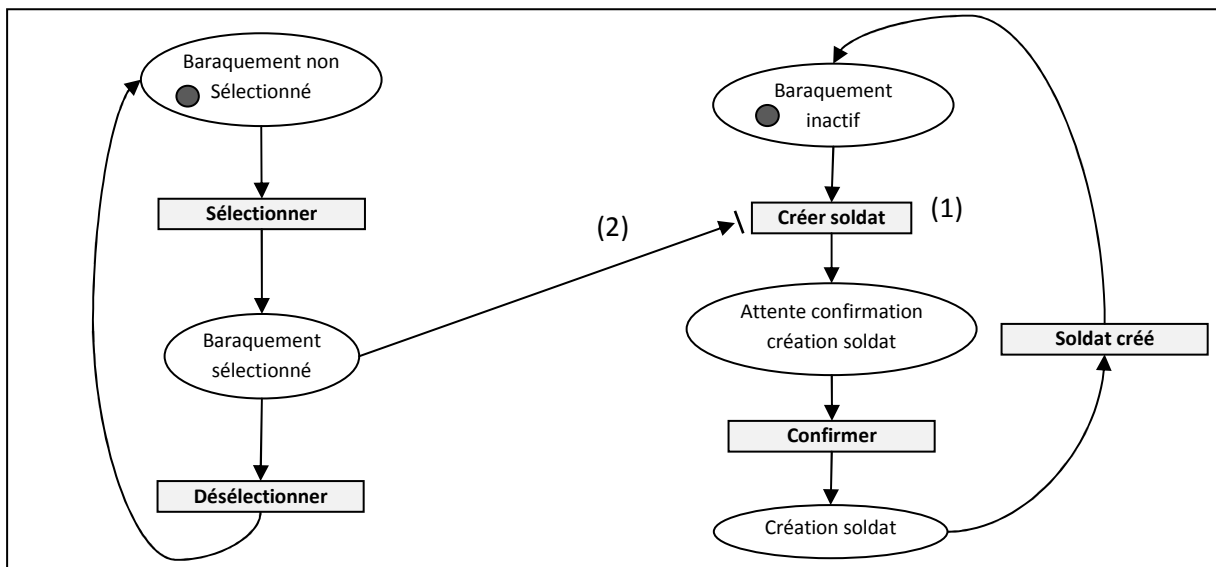 Baraquement non
Sélectionné
Sélectionner
Baraquement
sélectionné
Désélectionner
(2)
Baraquement
inactif
Créer soldat
(1)
Attente confirmation
création soldat
Confirmer
Création soldat
Soldat créé